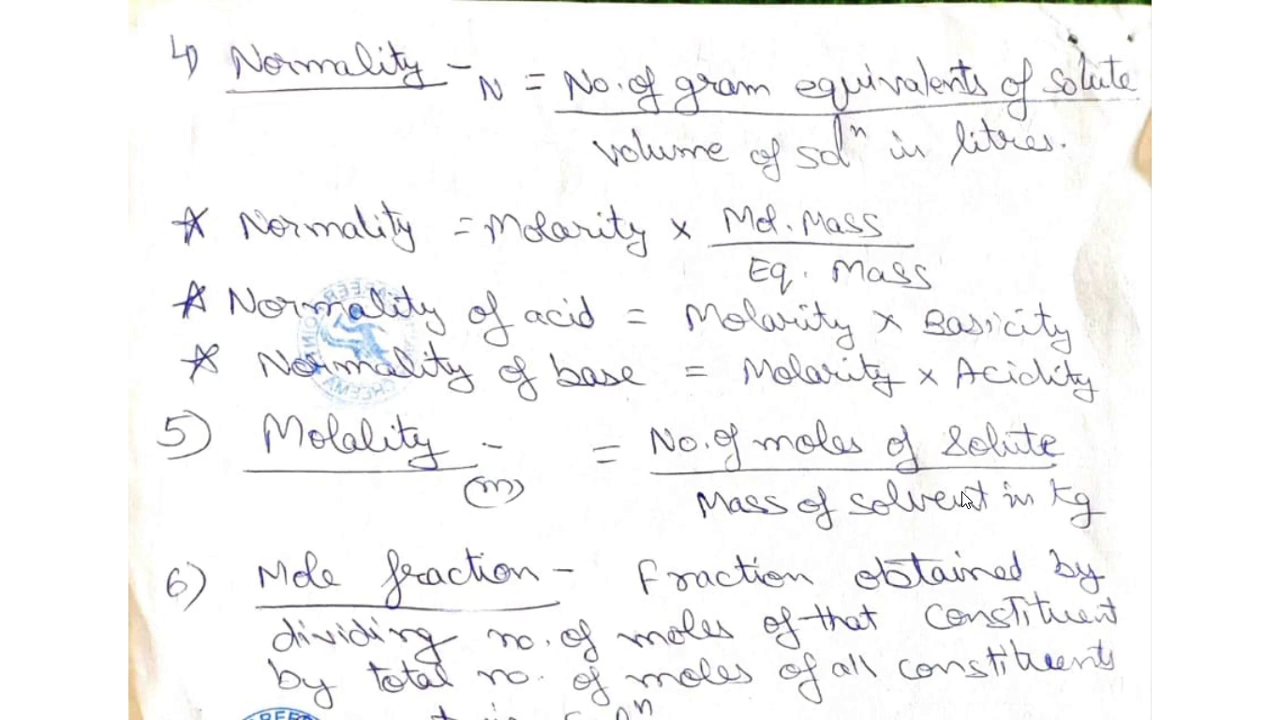 4) Normality - N = No. of gram equivalents of solute
volume of solⁿ in litres.
* Normality = Molarity × Mol. Mass
Eq. Mass
* Normality of acid = Molarity × Basicity
* Normality of base = Molarity × Acidity
5) Molality - (m) = No. of moles of Solute
Mass of solvent in Kg
6) Mole fraction - Fraction obtained by
dividing no. of moles of that constituent
by total no. of moles of all constituents